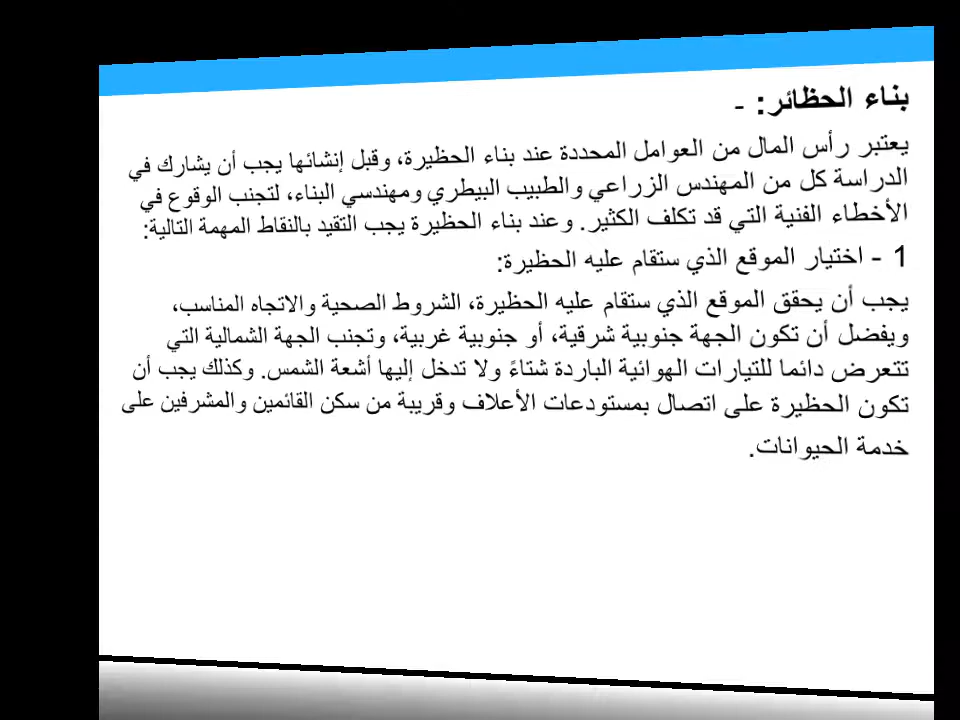 بناء الحظائر: -
يعتبر رأس المال من العوامل المحددة عند بناء الحظيرة، وقبل إنشائها يجب أن يشارك في
الدراسة كل من المهندس الزراعي والطبيب البيطري ومهندسي البناء، لتجنب الوقوع في
الأخطاء الفنية التي قد تكلف الكثير. وعند بناء الحظيرة يجب التقيد بالنقاط المهمة التالية:
1 - اختيار الموقع الذي ستقام عليه الحظيرة:
يجب أن يحقق الموقع الذي ستقام عليه الحظيرة، الشروط الصحية والاتجاه المناسب،
ويفضل أن تكون الجهة جنوبية شرقية، أو جنوبية غربية، وتجنب الجهة الشمالية التي
تتعرض دائما للتيارات الهوائية الباردة شتاءً ولا تدخل إليها أشعة الشمس. وكذلك يجب أن
تكون الحظيرة على اتصال بمستودعات الأعلاف وقريبة من سكن القائمين والمشرفين على
خدمة الحيوانات.